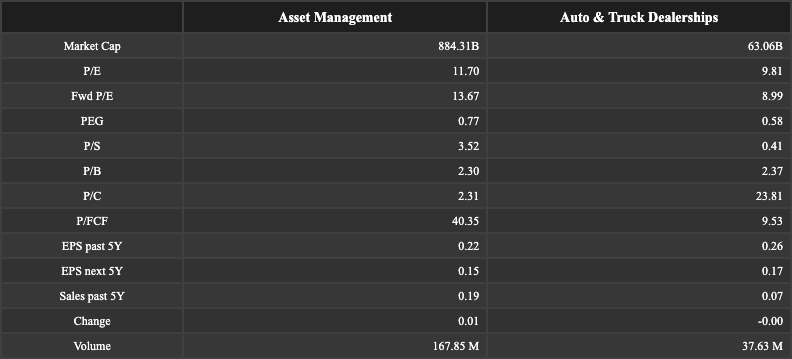 Asset Management Auto & Truck Dealerships
Market Cap 884.31B 63.06B
P/E 11.70 9.81
Fwd P/E 13.67 8.99
PEG 0.77 0.58
P/S 3.52 0.41
P/B 2.30 2.37
P/C 2.31 23.81
P/FCF 40.35 9.53
EPS past 5Y 0.22 0.26
EPS next 5Y 0.15 0.17
Sales past 5Y 0.19 0.07
Change 0.01 -0.00
Volume 167.85 M 37.63 M